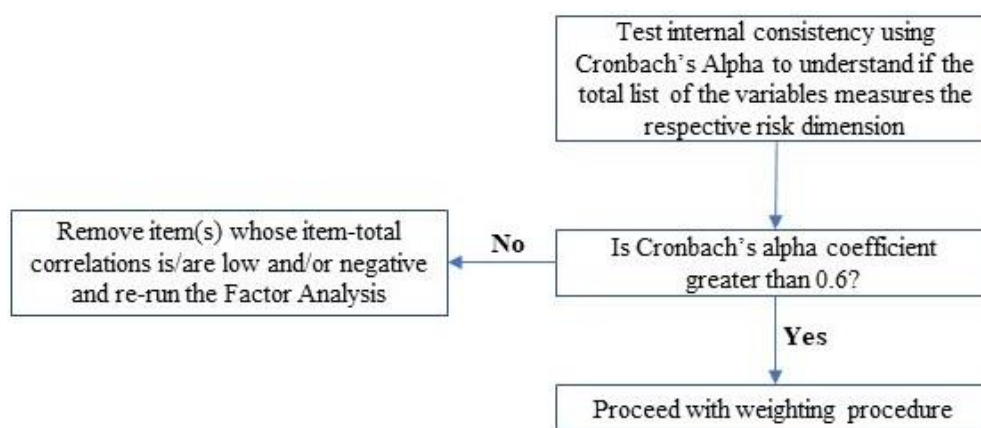 Test internal consistency using
Cronbach's Alpha to understand if the
total list of the variables measures the
respective risk dimension
Remove item(s) whose item-total
correlations is/are low and/or negative
and re-run the Factor Analysis
No
Is Cronbach's alpha coefficient
greater than 0.6?
Yes
Proceed with weighting procedure